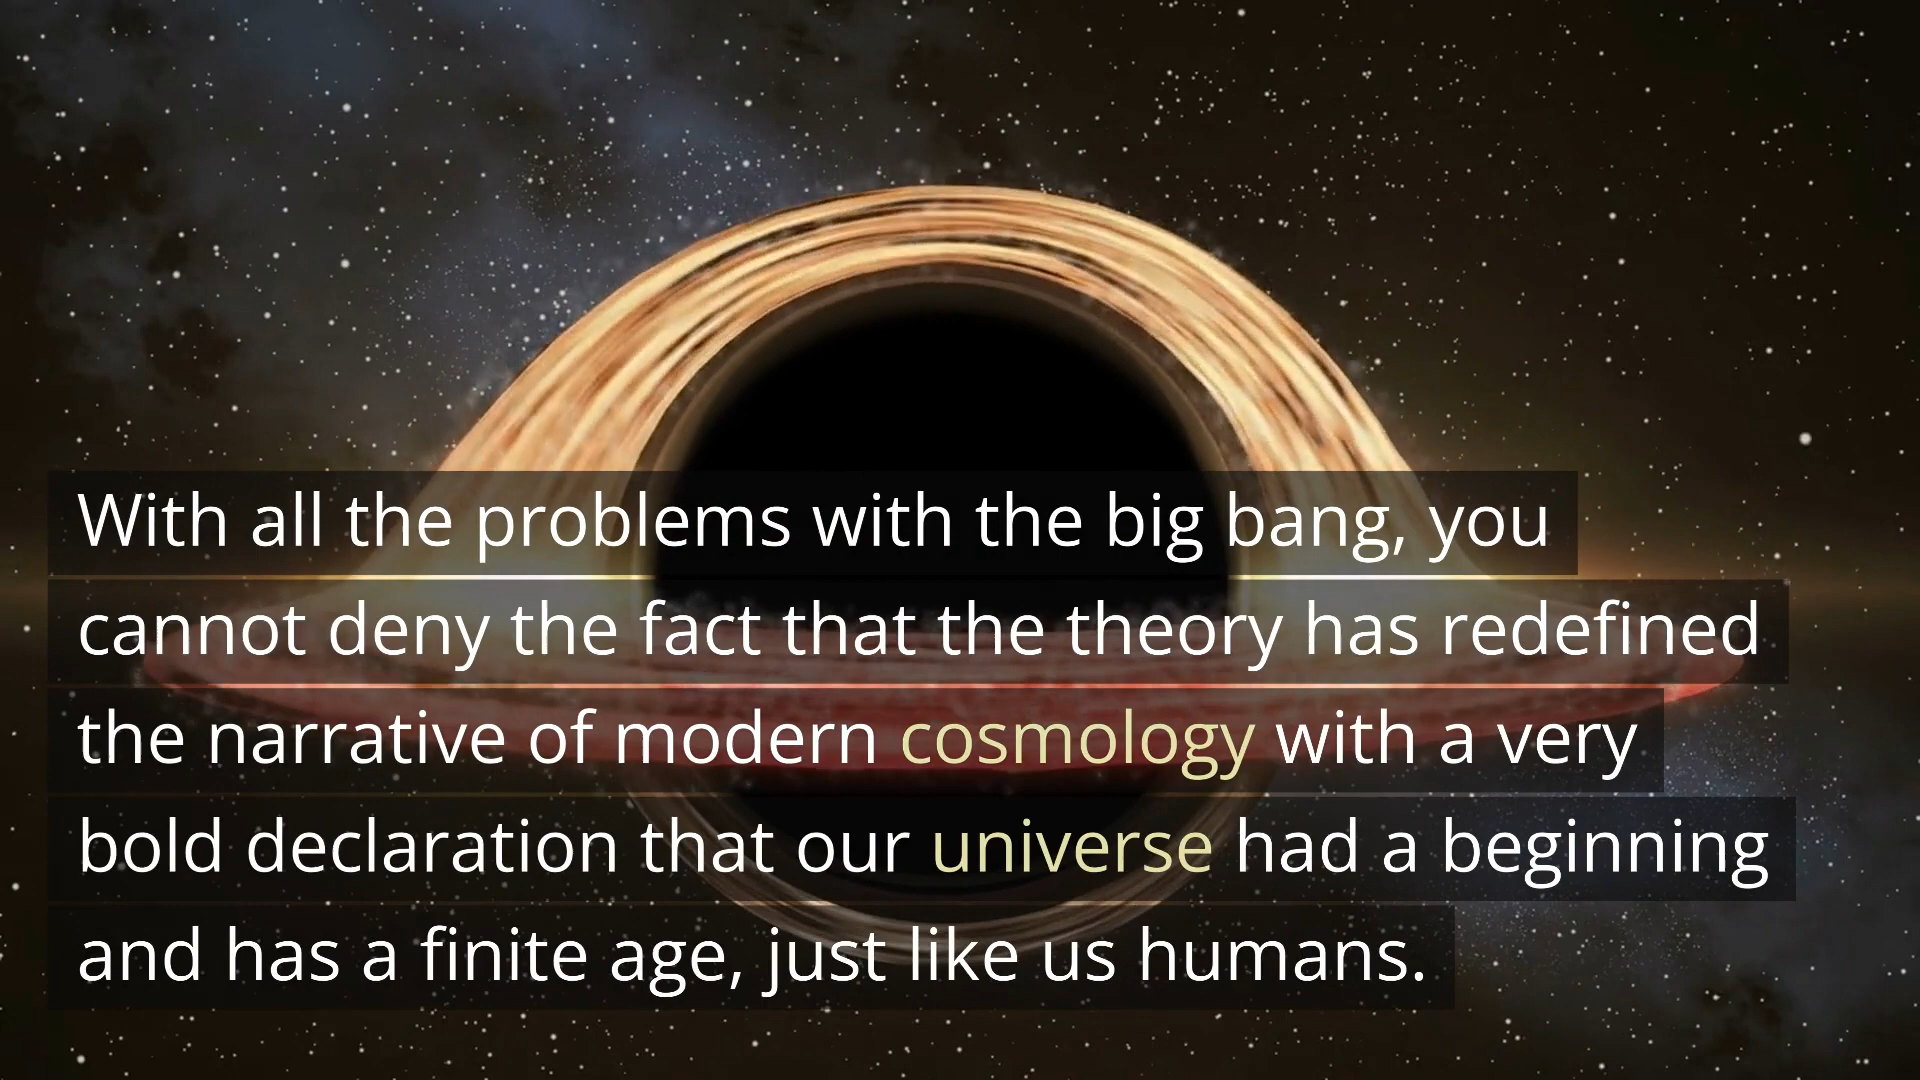 With all the problems with the big bang, you
cannot deny the fact that the theory has redefined
the narrative of modern cosmology with a very
bold declaration that our universe had a beginning
and has a finite age, just like us humans.